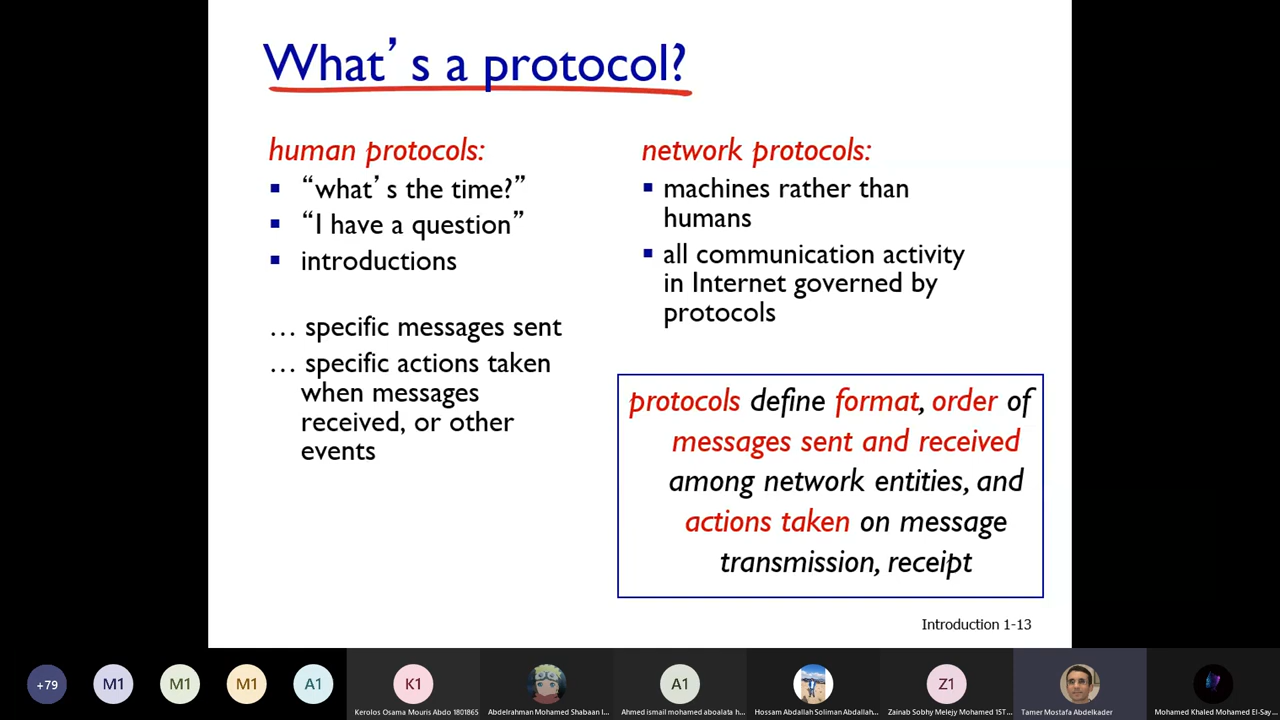 What's a protocol?
human protocols:
▪ “what's the time?”
▪ “I have a question”
▪ introductions
… specific messages sent
… specific actions taken
when messages
received, or other
events
network protocols:
▪ machines rather than
humans
▪ all communication activity
in Internet governed by
protocols
protocols define format, order of
messages sent and received
among network entities, and
actions taken on message
transmission, receipt
Introduction 1-13
+79
M1
M1
M1
A1
K1
Kerolos Osama Mouris Abdo 1801865
Abdelrahman Mohamed Shabaan I...
A1
Ahmed ismail mohamed aboalata h...
Hossam Abdallah Soliman Abdallah...
Z1
Zainab Sobhy Melejy Mohamed 15T...
Tamer Mostafa Abdelkader
Mohamed Khaled Mohamed El-Say...